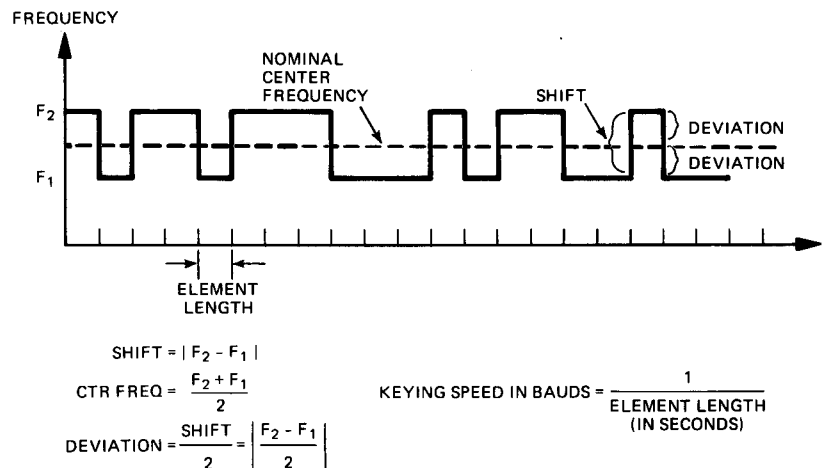 FREQUENCY
NOMINAL
CENTER
FREQUENCY
SHIFT
F₂
DEVIATION
DEVIATION
F₁
ELEMENT
LENGTH
SHIFT = | F₂ - F₁ |
CTR FREQ = F₂ + F₁ / 2
KEYING SPEED IN BAUDS = 1 / ELEMENT LENGTH
(IN SECONDS)
DEVIATION = SHIFT / 2 = | F₂ - F₁ / 2 |